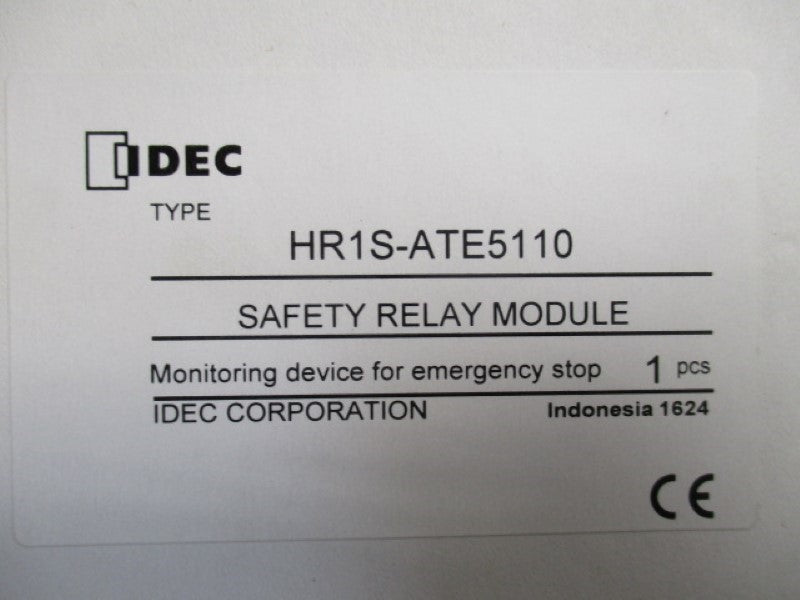 IDEC
TYPE
HR1S-ATE5110
SAFETY RELAY MODULE
Monitoring device for emergency stop 1 pcs
IDEC CORPORATION Indonesia 1624
CE